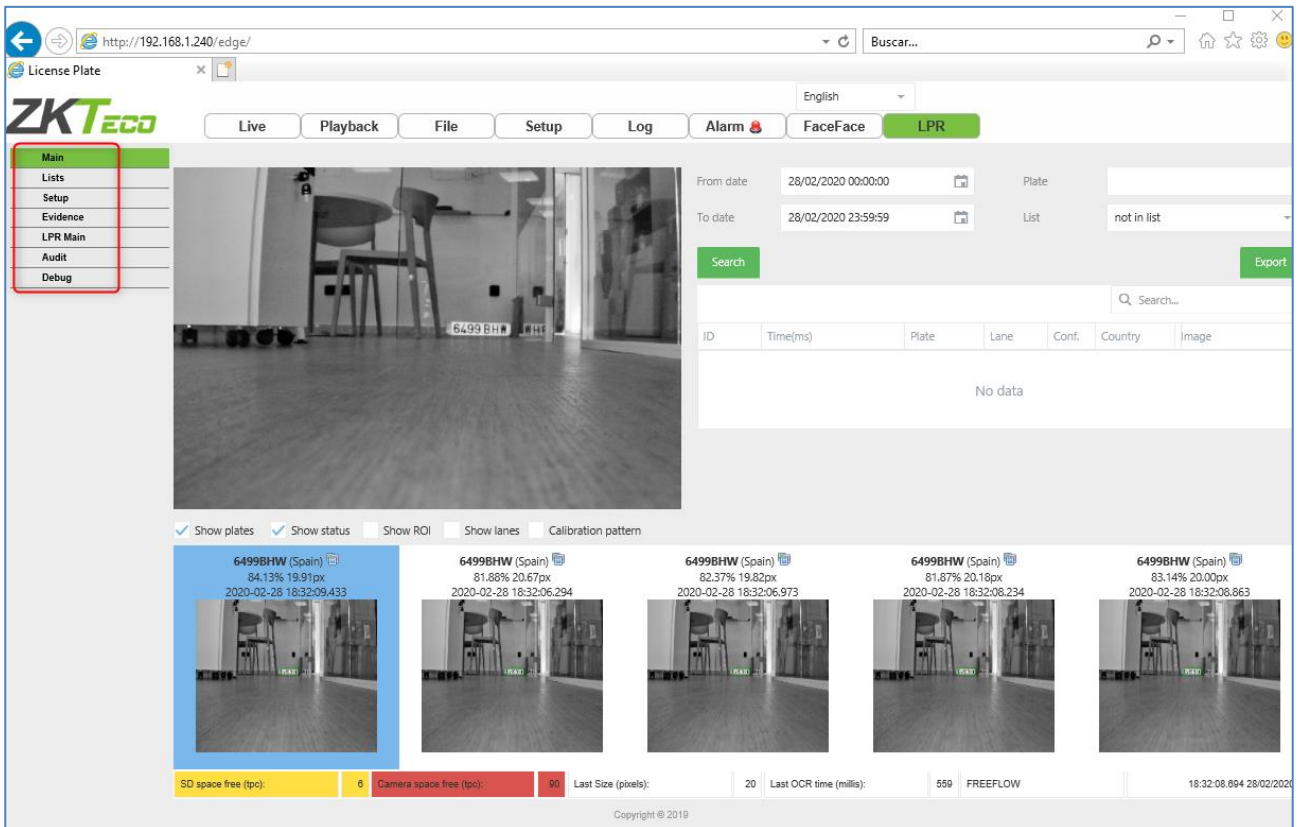 http://192.168.1.240/edge/
Buscar...
License Plate
ZKTeco
English
Live Playback File Setup Log Alarm FaceFace LPR
Main
Lists
Setup
Evidence
LPR Main
Audit
Debug
6499 BHW
From date 28/02/2020 00:00:00 Plate
To date 28/02/2020 23:59:59 List not in list
Search Export
Search...
ID Time(ms) Plate Lane Conf. Country Image
No data
Show plates Show status Show ROI Show lanes Calibration pattern
6499BHW (Spain) 6499BHW (Spain) 6499BHW (Spain) 6499BHW (Spain) 6499BHW (Spain)
84.13% 19.91px 81.88% 20.67px 82.37% 19.82px 81.87% 20.18px 83.14% 20.00px
2020-02-28 18:32:09.433 2020-02-28 18:32:06.294 2020-02-28 18:32:06.973 2020-02-28 18:32:08.234 2020-02-28 18:32:08.863
SD space free (tpc): 6 Camera space free (tpc): 90 Last Size (pixels): 20 Last OCR time (millis): 559 FREEFLOW 18:32:08.694 28/02/2020
Copyright © 2019